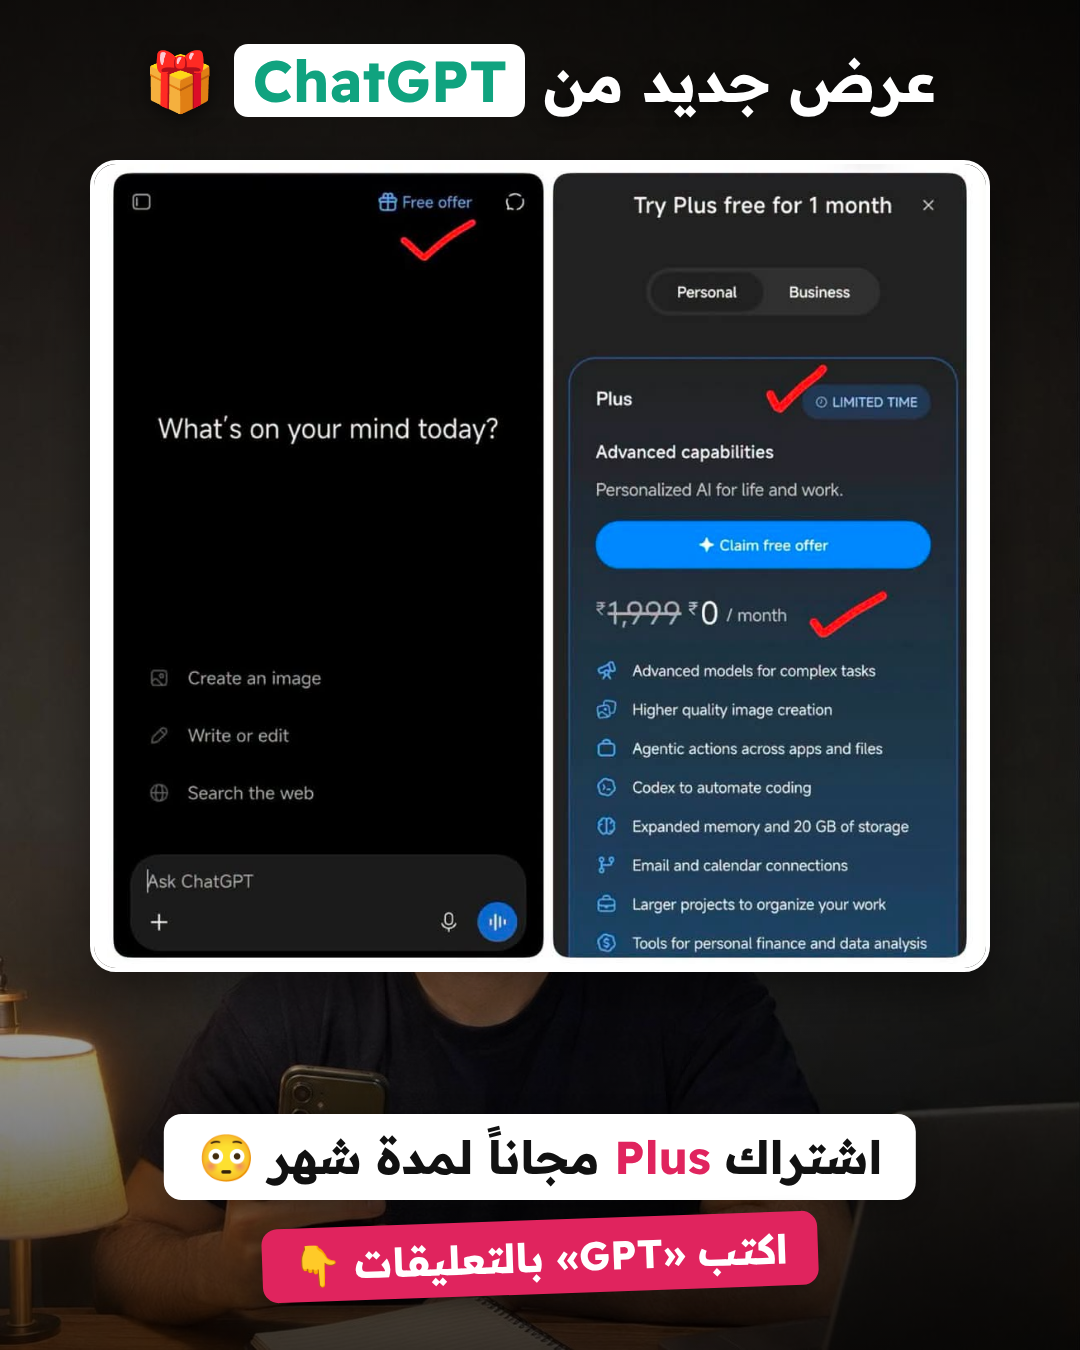 عرض جديد من ChatGPT 🎁
Free offer
What's on your mind today?
Create an image
Write or edit
Search the web
Ask ChatGPT
Try Plus free for 1 month
Personal
Business
Plus
LIMITED TIME
Advanced capabilities
Personalized AI for life and work.
Claim free offer
₹1,999 ₹0 / month
Advanced models for complex tasks
Higher quality image creation
Agentic actions across apps and files
Codex to automate coding
Expanded memory and 20 GB of storage
Email and calendar connections
Larger projects to organize your work
Tools for personal finance and data analysis
اشتراك Plus مجاناً لمدة شهر 😳
اكتب «GPT» بالتعليقات 👇